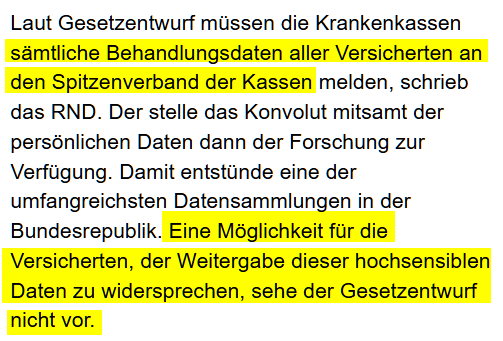 Laut Gesetzentwurf müssen die Krankenkassen
sämtliche Behandlungsdaten aller Versicherten an
den Spitzenverband der Kassen melden, schrieb
das RND. Der stelle das Konvolut mitsamt der
persönlichen Daten dann der Forschung zur
Verfügung. Damit entstünde eine der
umfangreichsten Datensammlungen in der
Bundesrepublik. Eine Möglichkeit für die
Versicherten, der Weitergabe dieser hochsensiblen
Daten zu widersprechen, sehe der Gesetzentwurf
nicht vor.